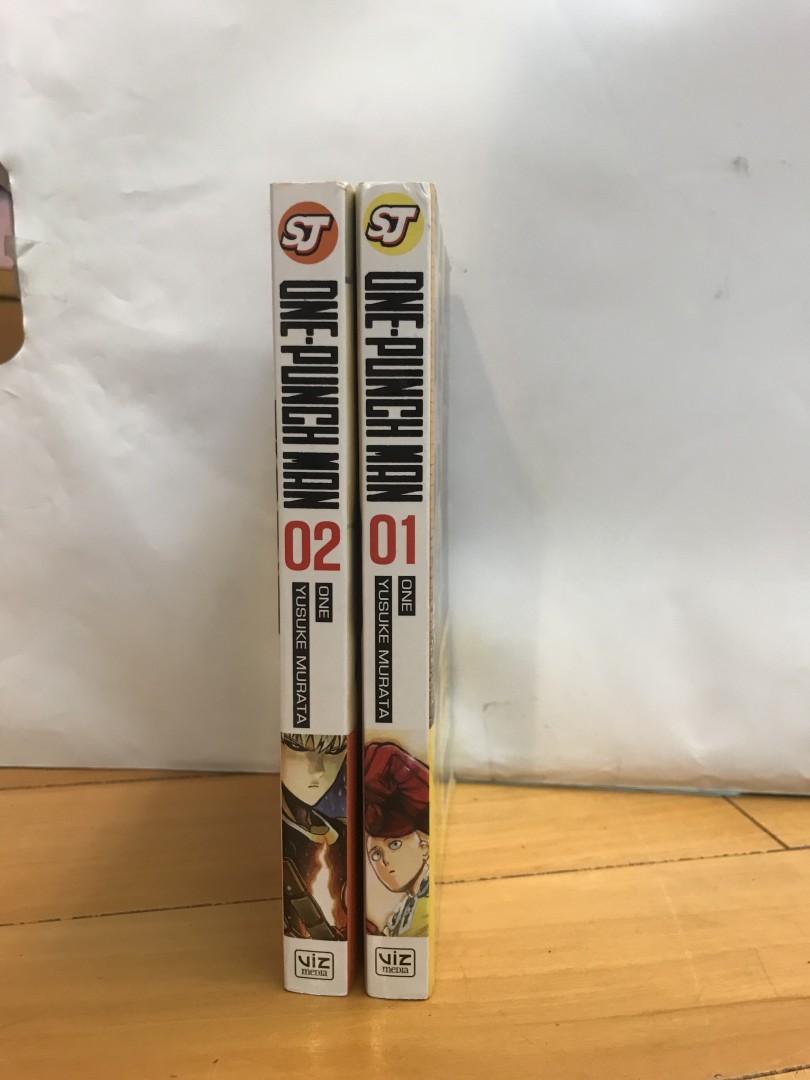 SJ
ONE-PUNCH MAN
02
ONE
YUSUKE MURATA
VIZ
MEDIA
SJ
ONE-PUNCH MAN
01
ONE
YUSUKE MURATA
VIZ
MEDIA